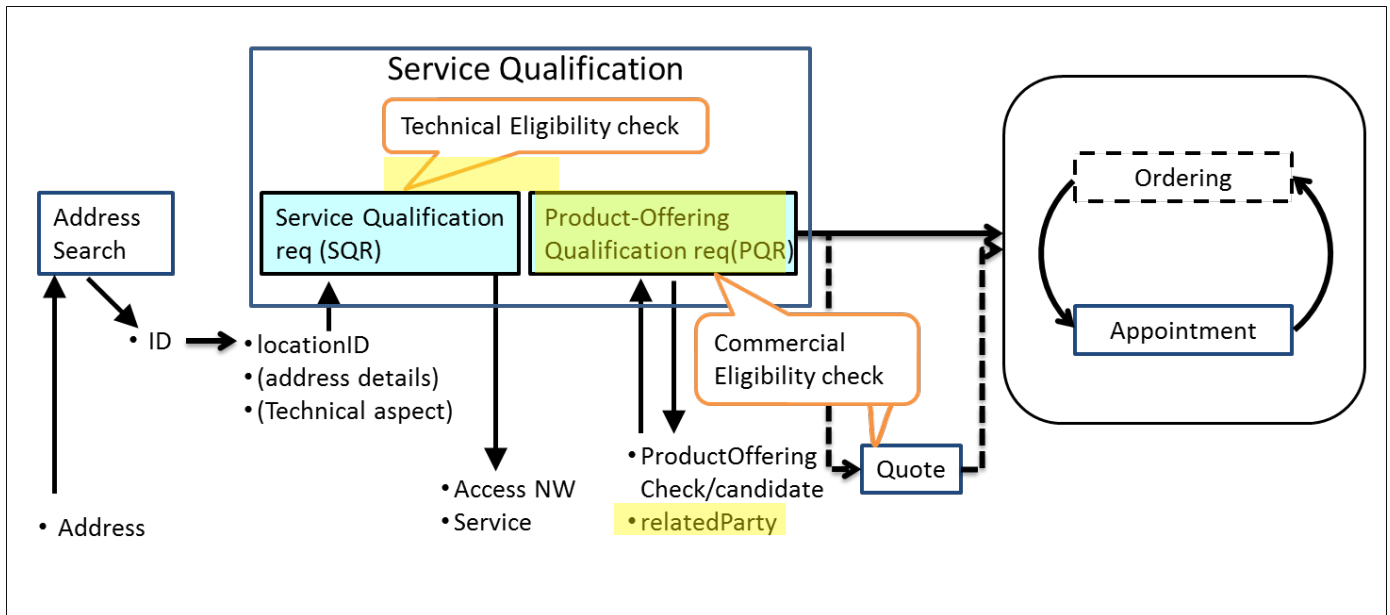 Service Qualification
Technical Eligibility check
Address
Search
Service Qualification
req (SQR)
Product-Offering
Qualification req(PQR)
Ordering
Appointment
• ID
• locationID
• (address details)
• (Technical aspect)
Commercial
Eligibility check
• ProductOffering
Check/candidate
• relatedParty
Quote
• Access NW
• Service
• Address